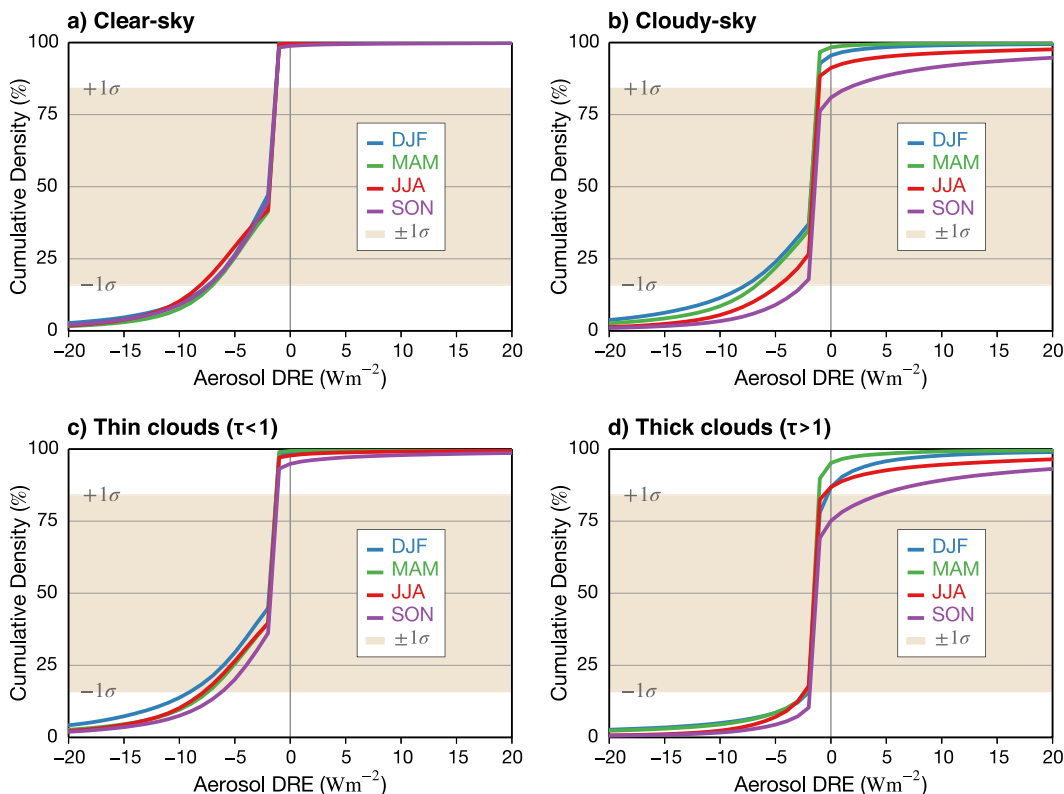 a) Clear-sky
Cumulative Density (%)
100
75
50
25
0
+1σ
−1σ
DJF
MAM
JJA
SON
±1σ
−20 −15 −10 −5 0 5 10 15 20
Aerosol DRE (Wm⁻²)
b) Cloudy-sky
Cumulative Density (%)
100
75
50
25
0
+1σ
−1σ
DJF
MAM
JJA
SON
±1σ
−20 −15 −10 −5 0 5 10 15 20
Aerosol DRE (Wm⁻²)
c) Thin clouds (τ<1)
Cumulative Density (%)
100
75
50
25
0
+1σ
−1σ
DJF
MAM
JJA
SON
±1σ
−20 −15 −10 −5 0 5 10 15 20
Aerosol DRE (Wm⁻²)
d) Thick clouds (τ>1)
Cumulative Density (%)
100
75
50
25
0
+1σ
−1σ
DJF
MAM
JJA
SON
±1σ
−20 −15 −10 −5 0 5 10 15 20
Aerosol DRE (Wm⁻²)